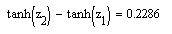 tanh(z₂) − tanh(z₁) = 0.2286